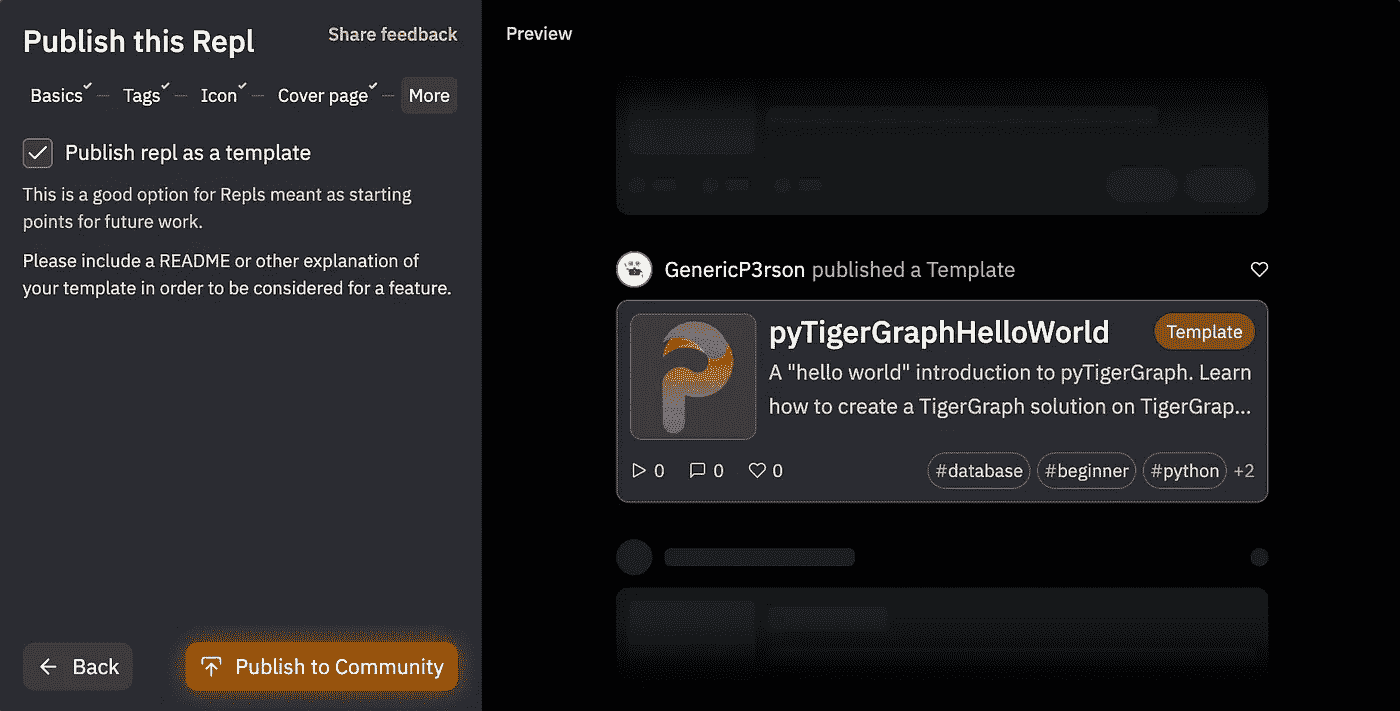 Publish this Repl
Share feedback
Basics
Tags
Icon
Cover page
More
Publish repl as a template
This is a good option for Repls meant as starting
points for future work.
Please include a README or other explanation of
your template in order to be considered for a feature.
Back
Publish to Community
Preview
GenericP3rson published a Template
pyTigerGraphHelloWorld
Template
A "hello world" introduction to pyTigerGraph. Learn
how to create a TigerGraph solution on TigerGrap...
0 0 0
#database #beginner #python +2